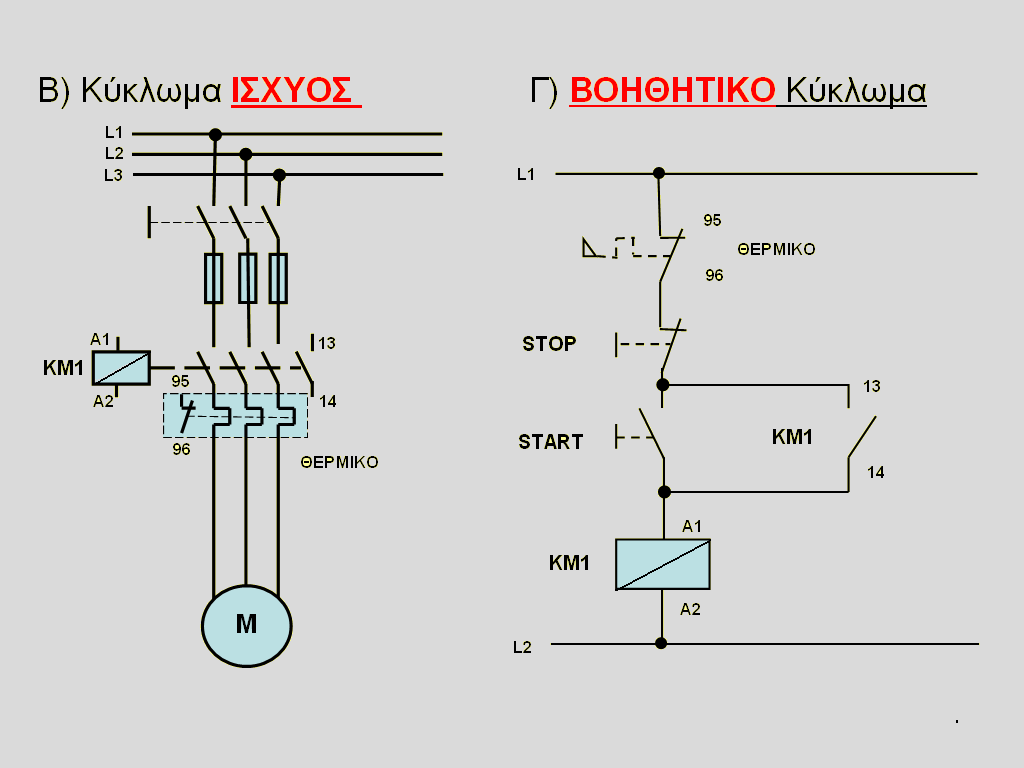 Β) Κύκλωμα ΙΣΧΥΟΣ
L1
L2
L3
A1
KM1
A2
13
14
95
96
ΘΕΡΜΙΚΟ
M
Γ) ΒΟΗΘΗΤΙΚΟ Κύκλωμα
L1
95
ΘΕΡΜΙΚΟ
96
STOP
13
START
KM1
14
A1
KM1
A2
L2
.